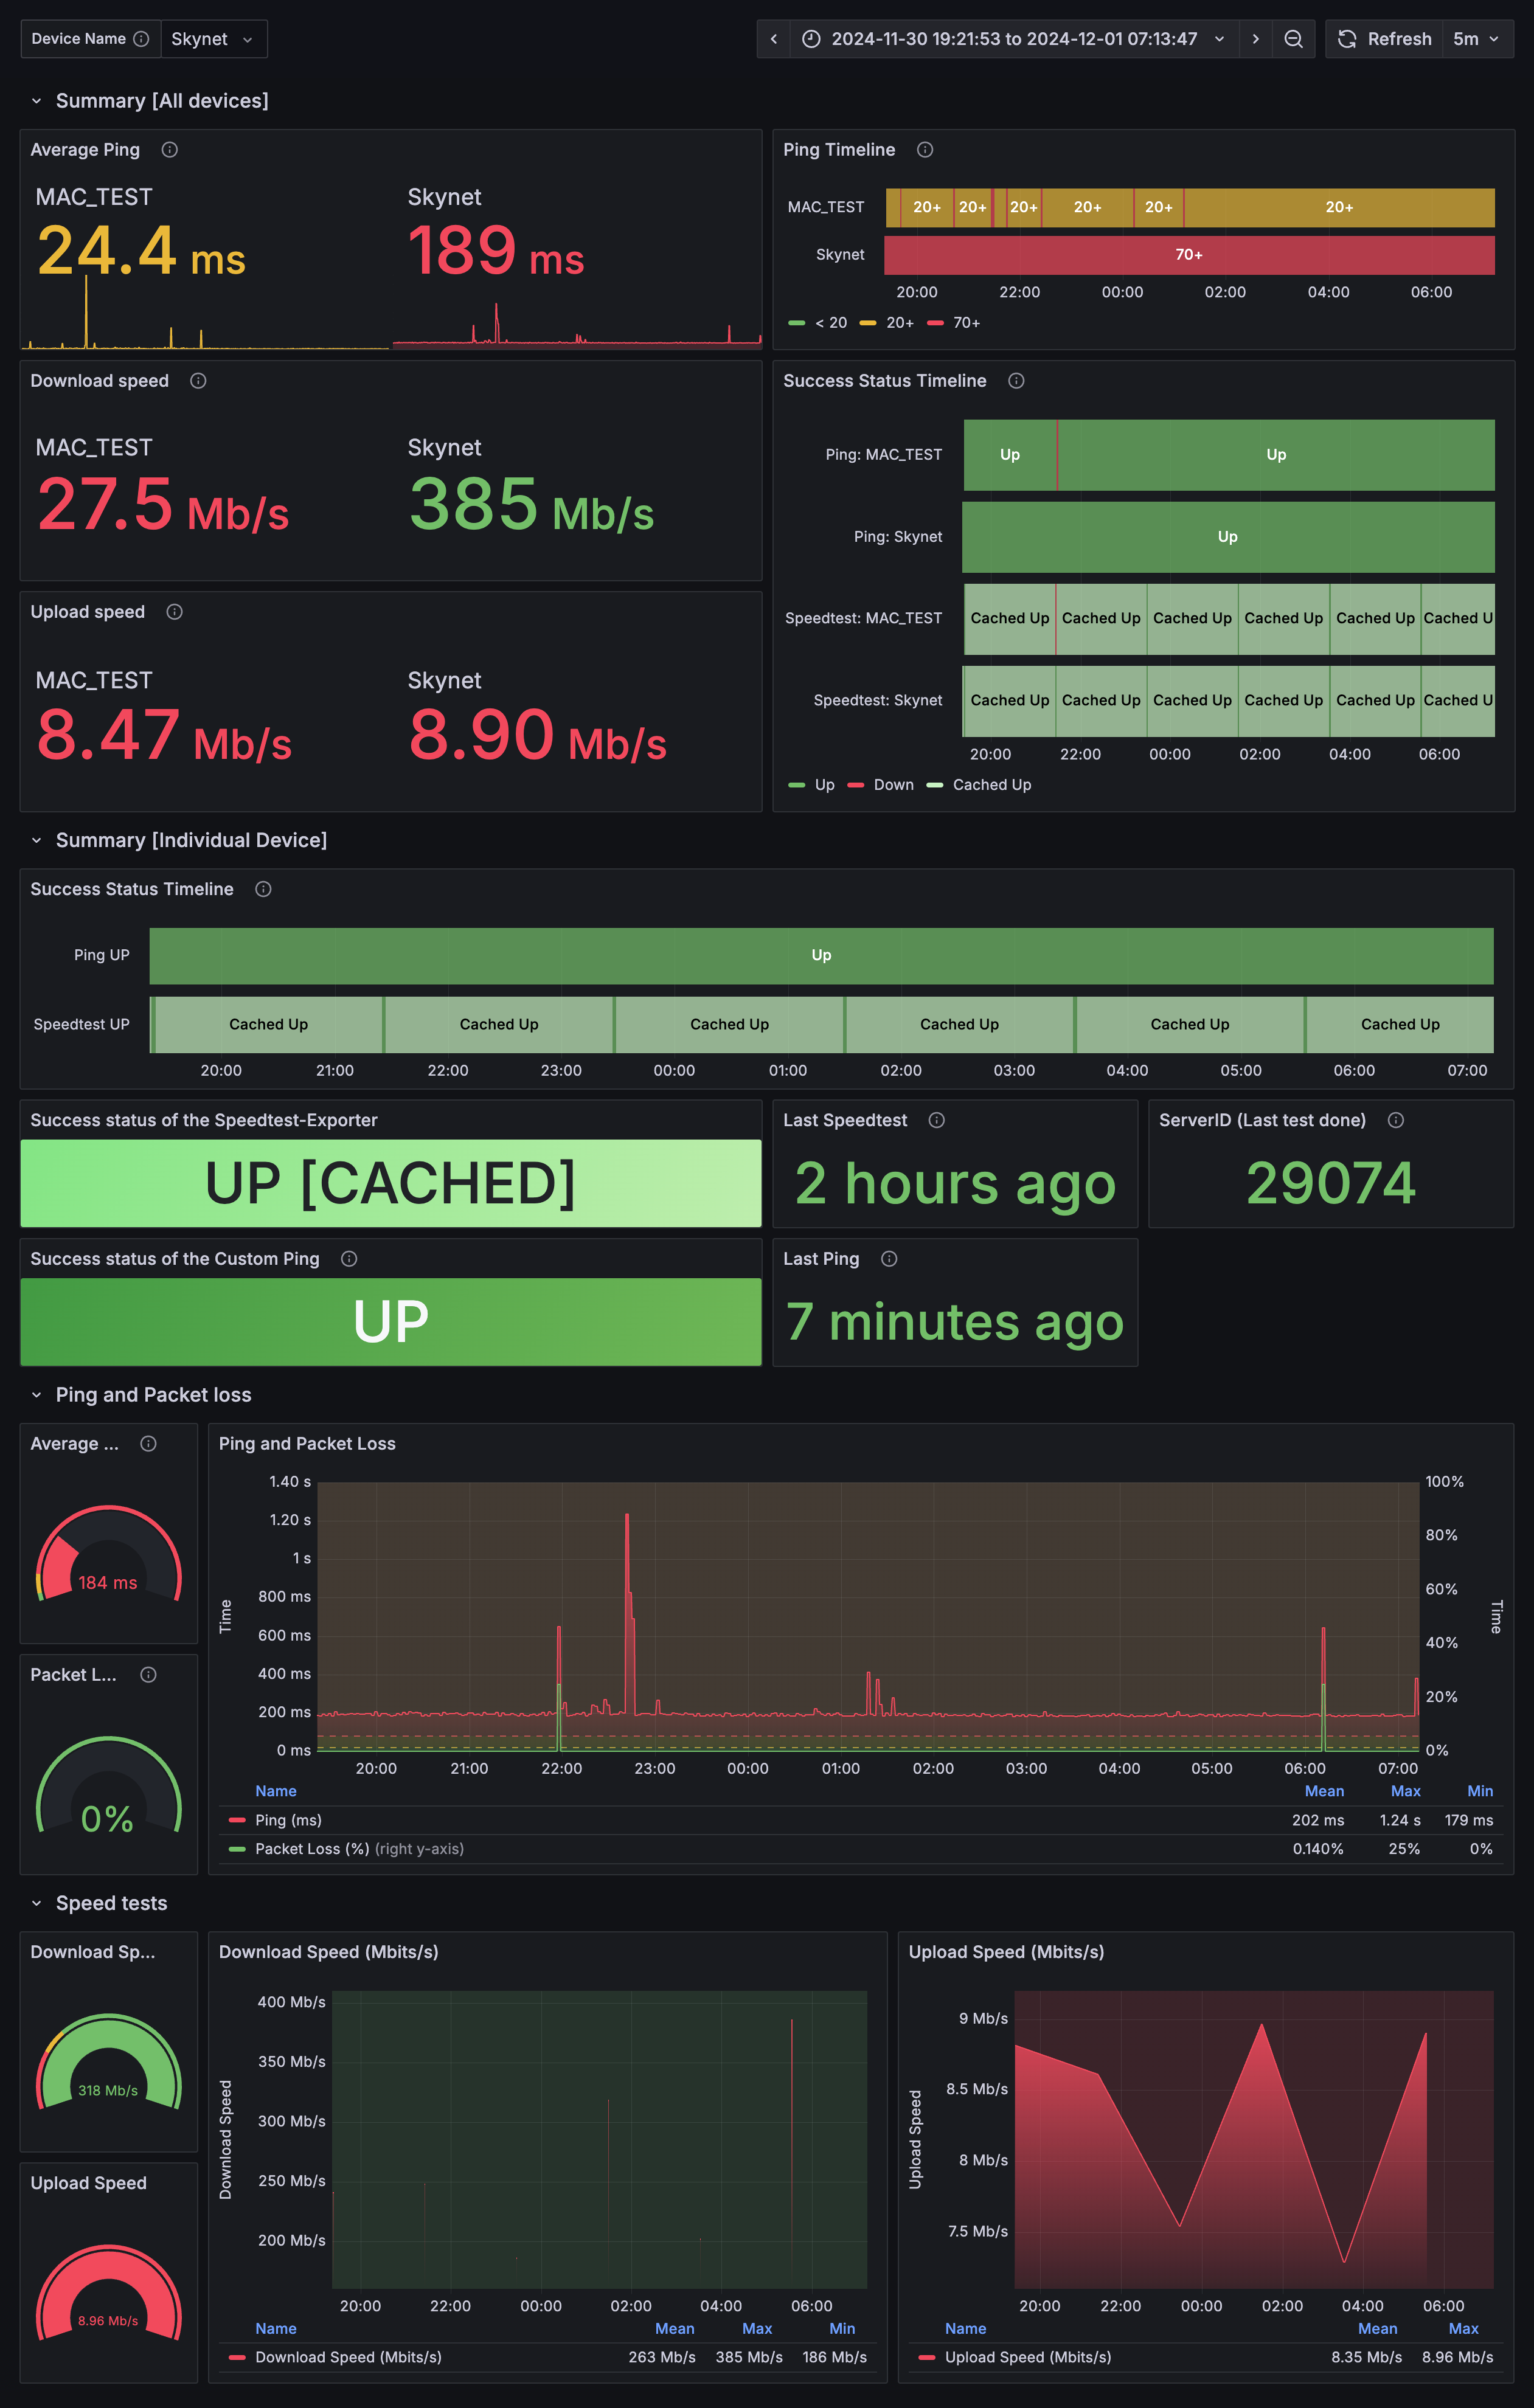 Device Name Skynet 2024-11-30 19:21:53 to 2024-12-01 07:13:47 Refresh 5m
Summary [All devices]
Average Ping
MAC_TEST Skynet
24.4 ms 189 ms
Ping Timeline
MAC_TEST 20+ 20+ 20+ 20+ 20+ 20+
Skynet 70+
20:00 22:00 00:00 02:00 04:00 06:00
< 20 20+ 70+
Download speed
MAC_TEST Skynet
27.5 Mb/s 385 Mb/s
Upload speed
MAC_TEST Skynet
8.47 Mb/s 8.90 Mb/s
Success Status Timeline
Ping: MAC_TEST Up Up
Ping: Skynet Up
Speedtest: MAC_TEST Cached Up Cached Up Cached Up Cached Up Cached Up Cached U
Speedtest: Skynet Cached Up Cached Up Cached Up Cached Up Cached Up Cached U
20:00 22:00 00:00 02:00 04:00 06:00
Up Down Cached Up
Summary [Individual Device]
Success Status Timeline
Ping UP Up
Speedtest UP Cached Up Cached Up Cached Up Cached Up Cached Up Cached Up
20:00 21:00 22:00 23:00 00:00 01:00 02:00 03:00 04:00 05:00 06:00 07:00
Success status of the Speedtest-Exporter
UP [CACHED]
Last Speedtest
2 hours ago
ServerID (Last test done)
29074
Success status of the Custom Ping
UP
Last Ping
7 minutes ago
Ping and Packet loss
Average ...
184 ms
Packet L...
0%
Ping and Packet Loss
1.40 s 100%
1.20 s 80%
1 s
800 ms 60%
600 ms 40%
400 ms
200 ms 20%
0 ms 0%
Time
Time
20:00 21:00 22:00 23:00 00:00 01:00 02:00 03:00 04:00 05:00 06:00 07:00
Name Mean Max Min
Ping (ms) 202 ms 1.24 s 179 ms
Packet Loss (%) (right y-axis) 0.140% 25% 0%
Speed tests
Download Sp...
318 Mb/s
Upload Speed
8.96 Mb/s
Download Speed (Mbits/s)
400 Mb/s
350 Mb/s
300 Mb/s
250 Mb/s
200 Mb/s
Download Speed
20:00 22:00 00:00 02:00 04:00 06:00
Name Mean Max Min
Download Speed (Mbits/s) 263 Mb/s 385 Mb/s 186 Mb/s
Upload Speed (Mbits/s)
9 Mb/s
8.5 Mb/s
8 Mb/s
7.5 Mb/s
Upload Speed
20:00 22:00 00:00 02:00 04:00 06:00
Name Mean Max
Upload Speed (Mbits/s) 8.35 Mb/s 8.96 Mb/s